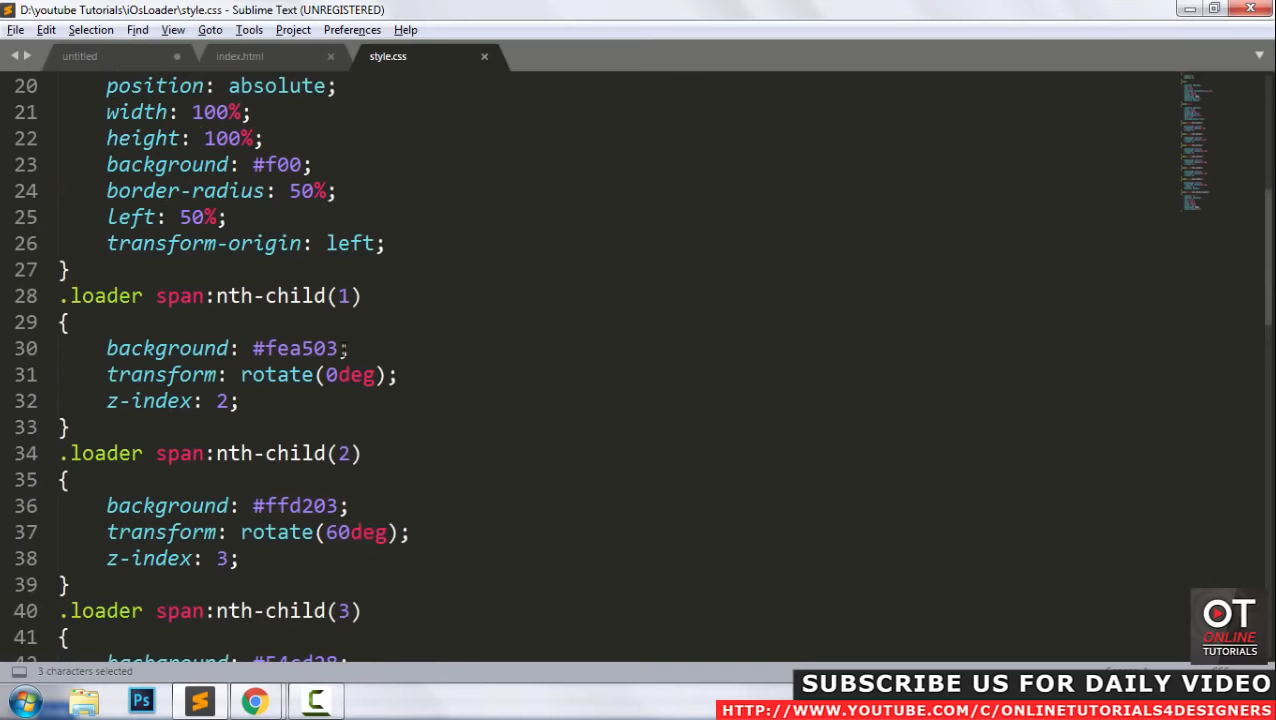 D:\youtube Tutorials\iOsLoader\style.css - Sublime Text (UNREGISTERED)
File Edit Selection Find View Goto Tools Project Preferences Help
untitled index.html style.css
20 position: absolute;
21 width: 100%;
22 height: 100%;
23 background: #f00;
24 border-radius: 50%;
25 left: 50%;
26 transform-origin: left;
27 }
28 .loader span:nth-child(1)
29 {
30 background: #fea503;
31 transform: rotate(0deg);
32 z-index: 2;
33 }
34 .loader span:nth-child(2)
35 {
36 background: #ffd203;
37 transform: rotate(60deg);
38 z-index: 3;
39 }
40 .loader span:nth-child(3)
41 {
3 characters selected
OT
ONLINE
TUTORIALS
Ps
SUBSCRIBE US FOR DAILY VIDEO
HTTP://WWW.YOUTUBE.COM/C/ONLINETUTORIALS4DESIGNERS